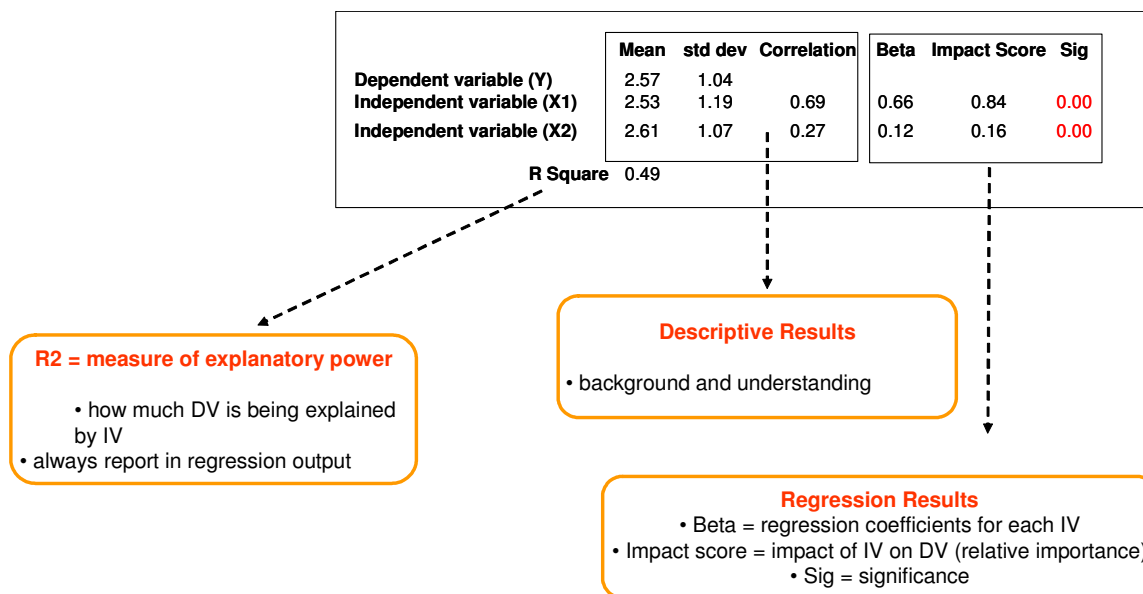 Mean std dev Correlation Beta Impact Score Sig
Dependent variable (Y) 2.57 1.04
Independent variable (X1) 2.53 1.19 0.69 0.66 0.84 0.00
Independent variable (X2) 2.61 1.07 0.27 0.12 0.16 0.00
R Square 0.49
R2 = measure of explanatory power
• how much DV is being explained
by IV
• always report in regression output
Descriptive Results
• background and understanding
Regression Results
• Beta = regression coefficients for each IV
• Impact score = impact of IV on DV (relative importance)
• Sig = significance